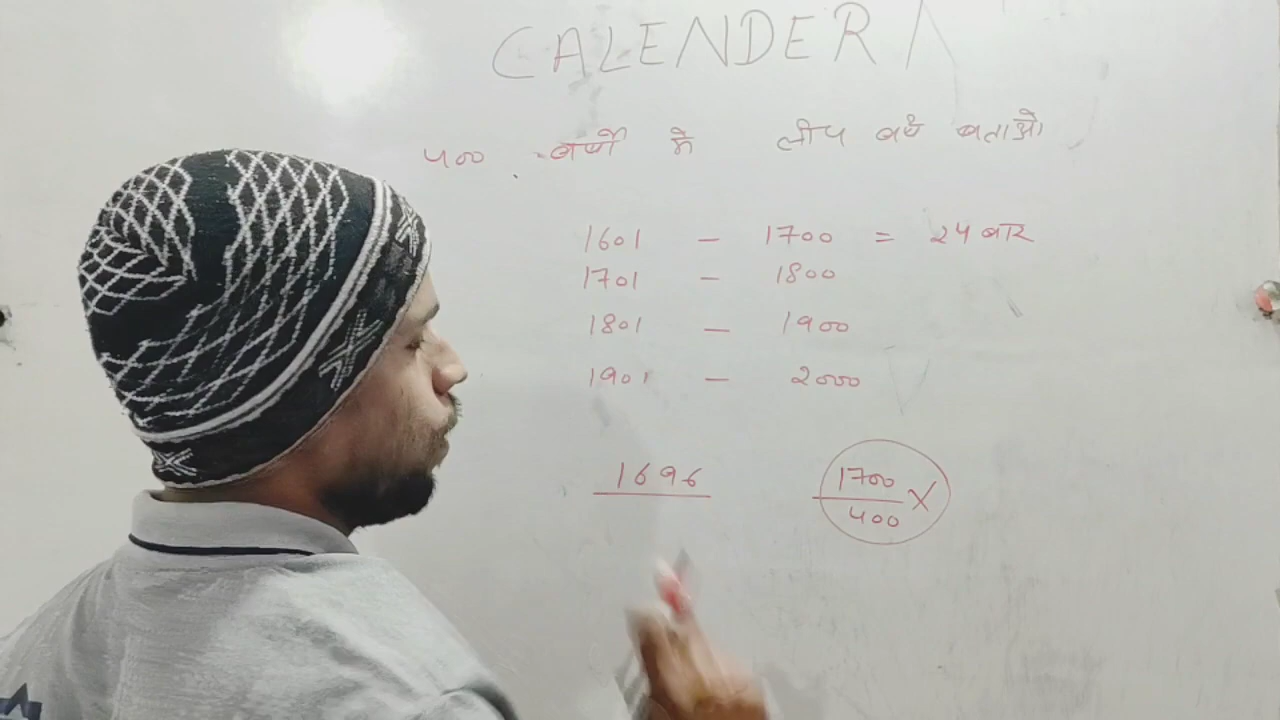 CALENDER
400 वर्षो मे लीप वर्ष बताओ
1601 - 1700 = 24 बार
1701 - 1800
1801 - 1900
1901 - 2000
1696
1700
400 X